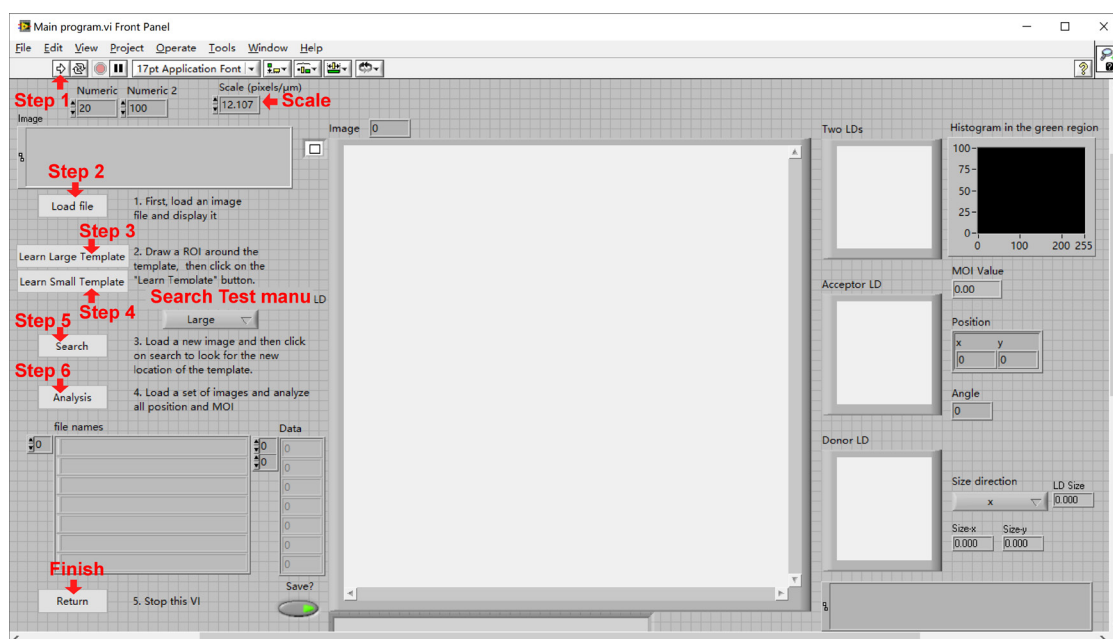 Main program.vi Front Panel
File Edit View Project Operate Tools Window Help
17pt Application Font
Step 1
Numeric
20
Numeric 2
100
Scale (pixels/μm)
12.107
Scale
Image
Step 2
Load file
1. First, load an image
file and display it
Step 3
Learn Large Template
Learn Small Template
2. Draw a ROI around the
template, then click on the
"Learn Template" button.
Step 4
Search Test manu
LD
Large
Step 5
Search
3. Load a new image and then click
on search to look for the new
location of the template.
Step 6
Analysis
4. Load a set of images and analyze
all position and MOI
file names
0
Data
0
0
0
0
0
0
0
0
0
Finish
Return
5. Stop this VI
Save?
Image 0
Two LDs
Acceptor LD
Donor LD
Histogram in the green region
100
75
50
25
0
0 100 200 255
MOI Value
0.00
Position
x y
0 0
Angle
0
Size direction
x
LD Size
0.000
Size-x Size-y
0.000 0.000